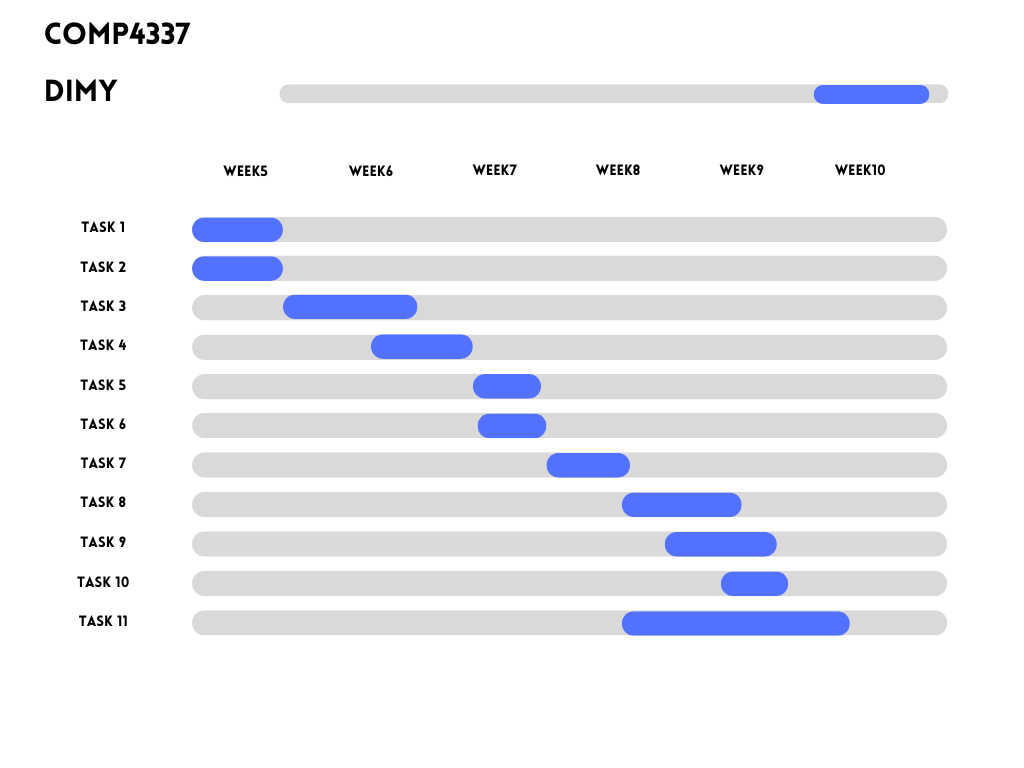 COMP4337
DIMY
WEEK5 WEEK6 WEEK7 WEEK8 WEEK9 WEEK10
TASK 1
TASK 2
TASK 3
TASK 4
TASK 5
TASK 6
TASK 7
TASK 8
TASK 9
TASK 10
TASK 11